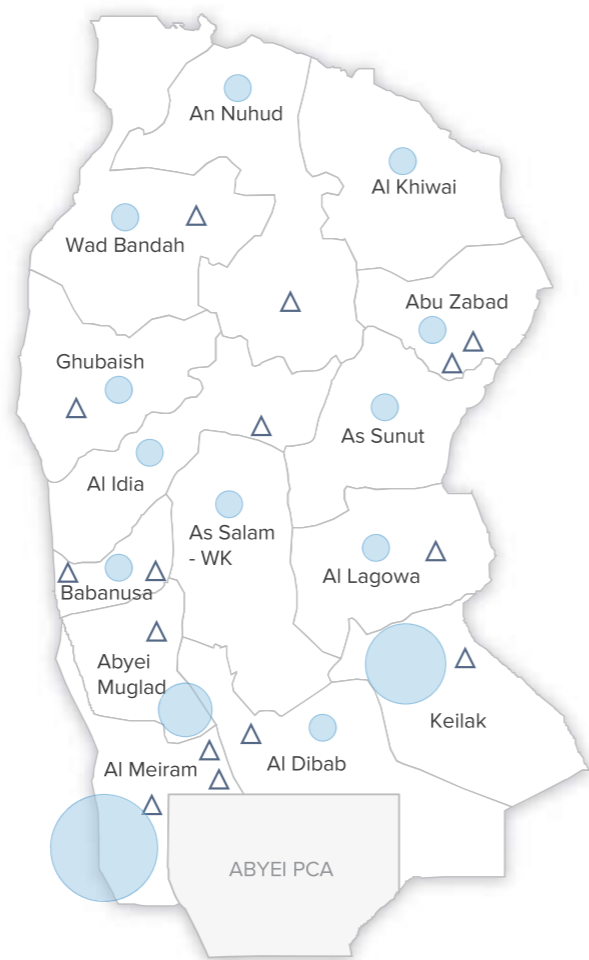 An Nuhud
Al Khiwai
Wad Bandah
Abu Zabad
Ghubaish
As Sunut
Al Idia
As Salam
- WK
Al Lagowa
Babanusa
Abyei
Muglad
Keilak
Al Dibab
Al Meiram
ABYEI PCA